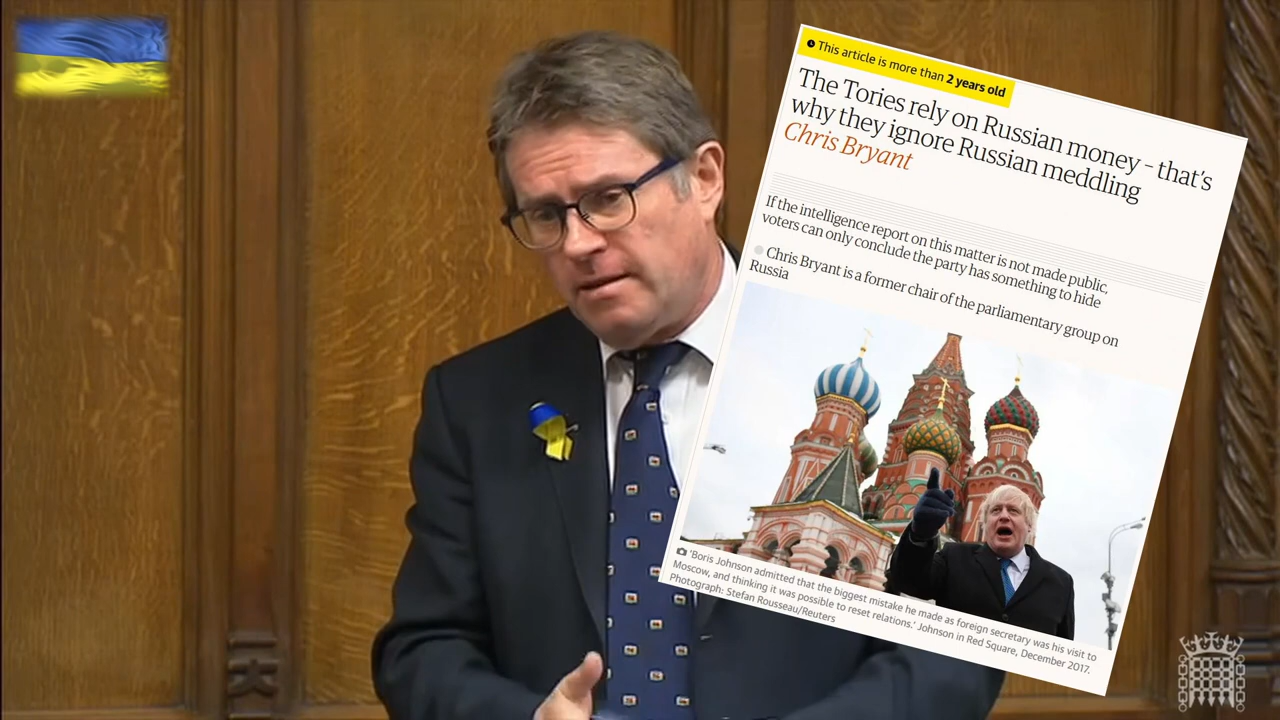 This article is more than 2 years old
The Tories rely on Russian money – that's
why they ignore Russian meddling
Chris Bryant
If the intelligence report on this matter is not made public,
voters can only conclude the party has something to hide
Chris Bryant is a former chair of the parliamentary group on
Russia
'Boris Johnson admitted that the biggest mistake he made as foreign secretary was his visit to
Moscow, and thinking it was possible to reset relations.' Johnson in Red Square, December 2017.
Photograph: Stefan Rousseau/Reuters